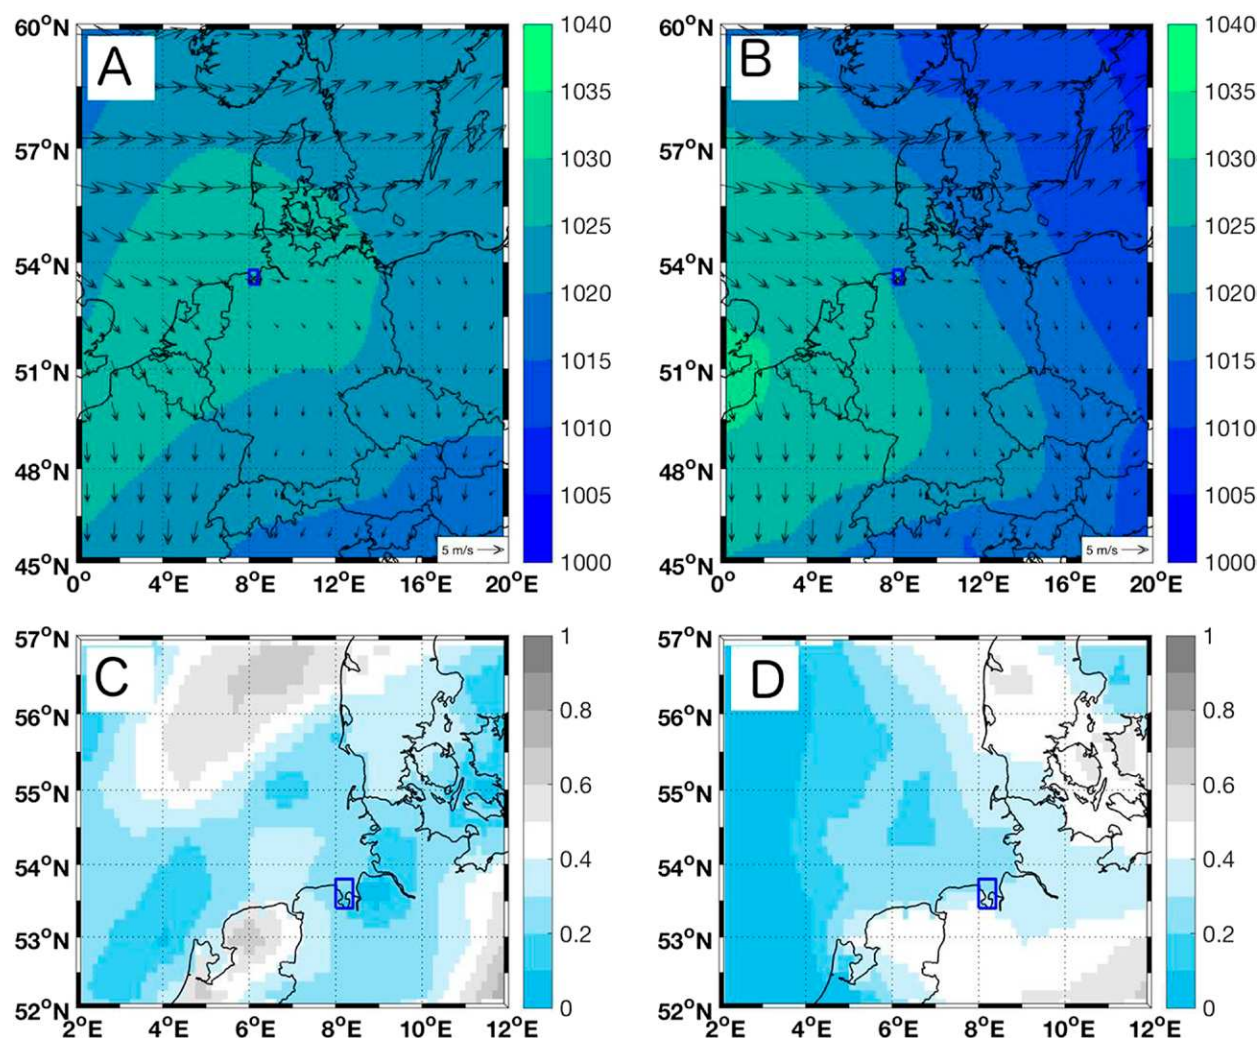 A
60°N
57°N
54°N
51°N
48°N
45°N
0°
4°E
8°E
12°E
16°E
20°E
5 m/s
1040
1035
1030
1025
1020
1015
1010
1005
1000
B
60°N
57°N
54°N
51°N
48°N
45°N
0°
4°E
8°E
12°E
16°E
20°E
5 m/s
1040
1035
1030
1025
1020
1015
1010
1005
1000
C
57°N
56°N
55°N
54°N
53°N
52°N
2°E
4°E
6°E
8°E
10°E
12°E
1
0.8
0.6
0.4
0.2
0
D
57°N
56°N
55°N
54°N
53°N
52°N
2°E
4°E
6°E
8°E
10°E
12°E
1
0.8
0.6
0.4
0.2
0